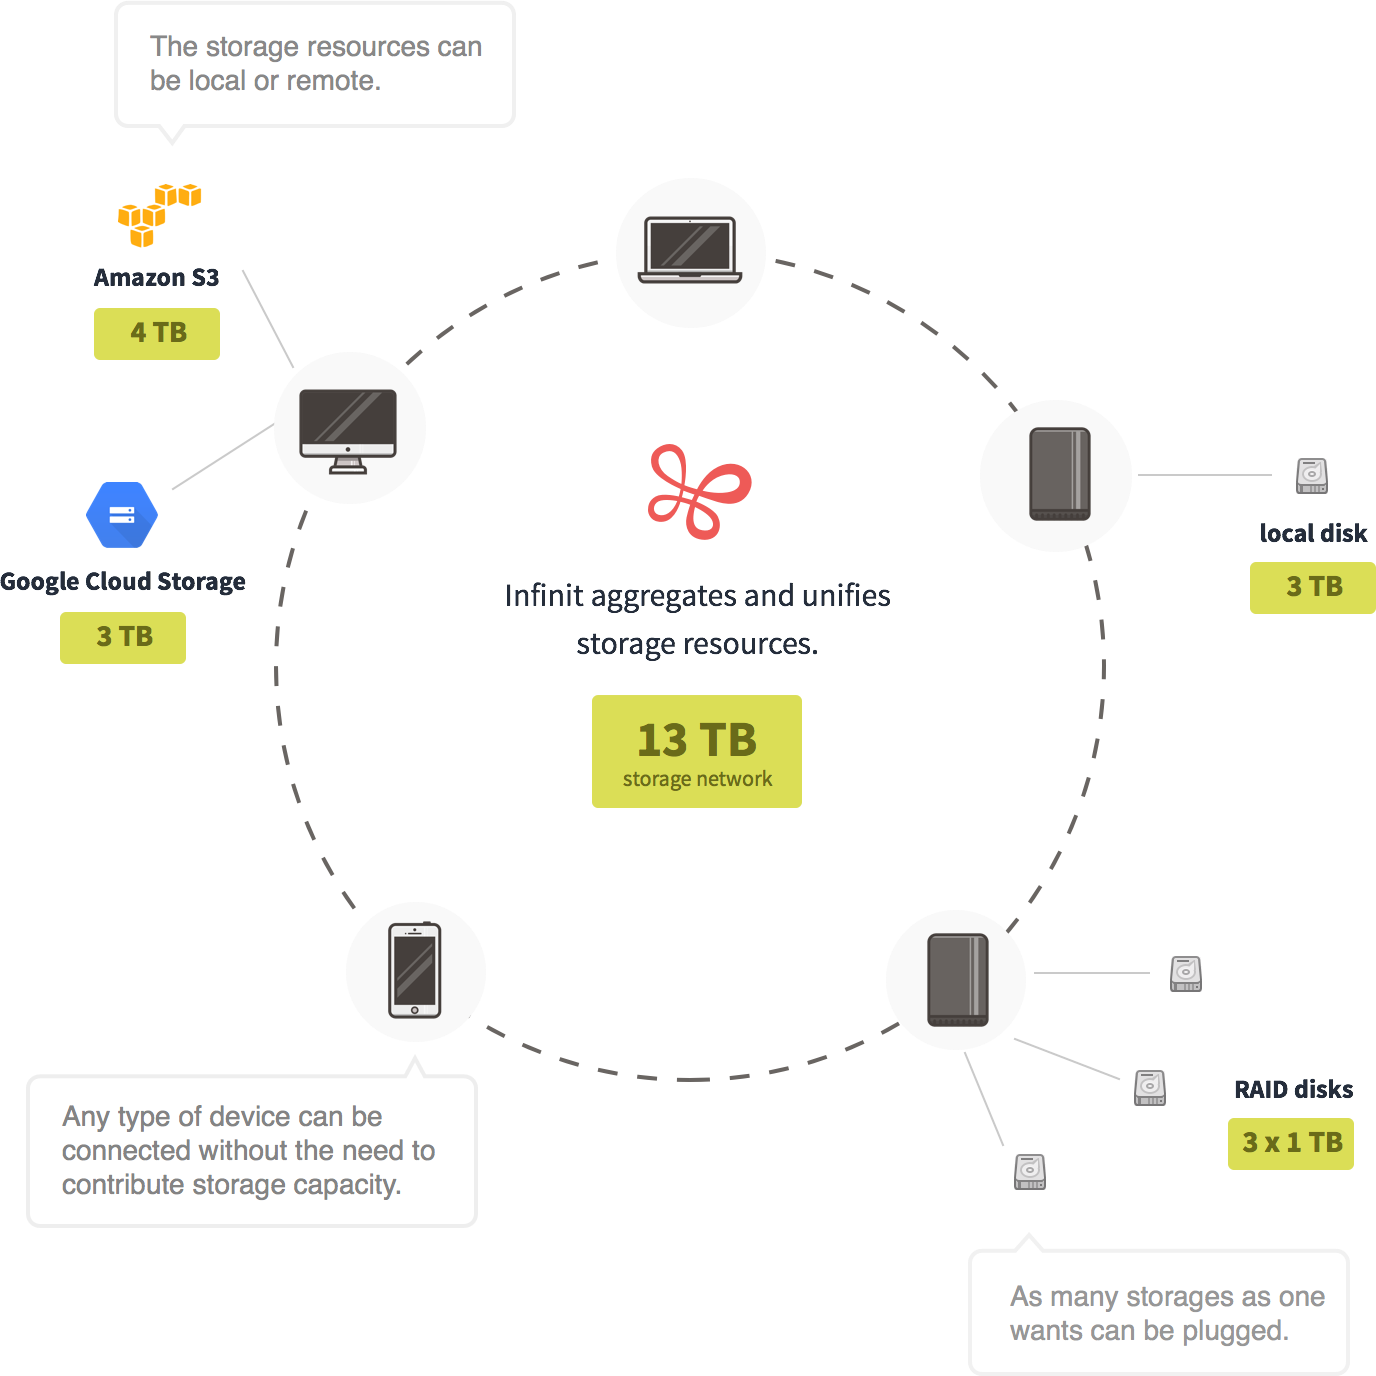 The storage resources can
be local or remote.
Amazon S3
4 TB
Google Cloud Storage
3 TB
Infinit aggregates and unifies
storage resources.
13 TB
storage network
local disk
3 TB
RAID disks
3 x 1 TB
Any type of device can be
connected without the need to
contribute storage capacity.
As many storages as one
wants can be plugged.